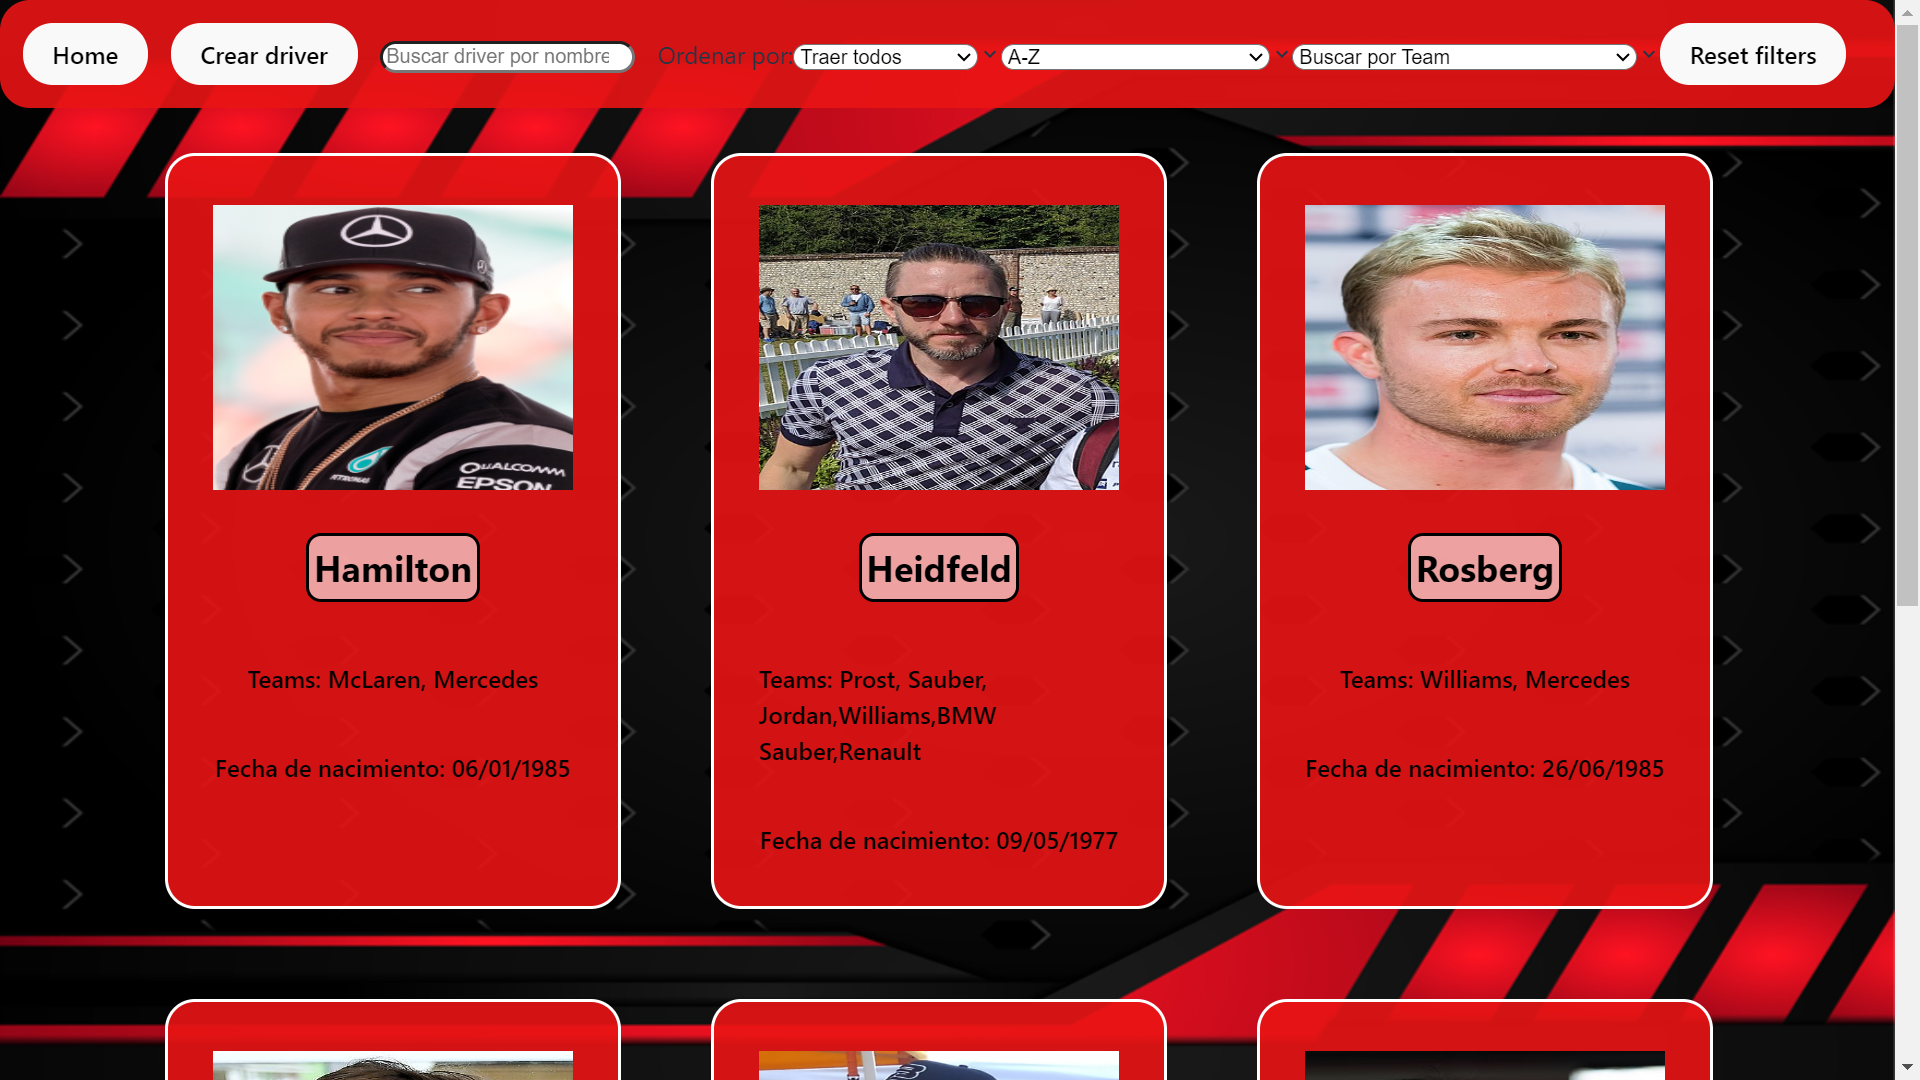 Home
Crear driver
Buscar driver por nombre
Ordenar por:
Traer todos
A-Z
Buscar por Team
Reset filters
QUALCOMM
PETRONAS
EPSON
Hamilton
Teams: McLaren, Mercedes
Fecha de nacimiento: 06/01/1985
Heidfeld
Teams: Prost, Sauber,
Jordan,Williams,BMW
Sauber,Renault
Fecha de nacimiento: 09/05/1977
Rosberg
Teams: Williams, Mercedes
Fecha de nacimiento: 26/06/1985